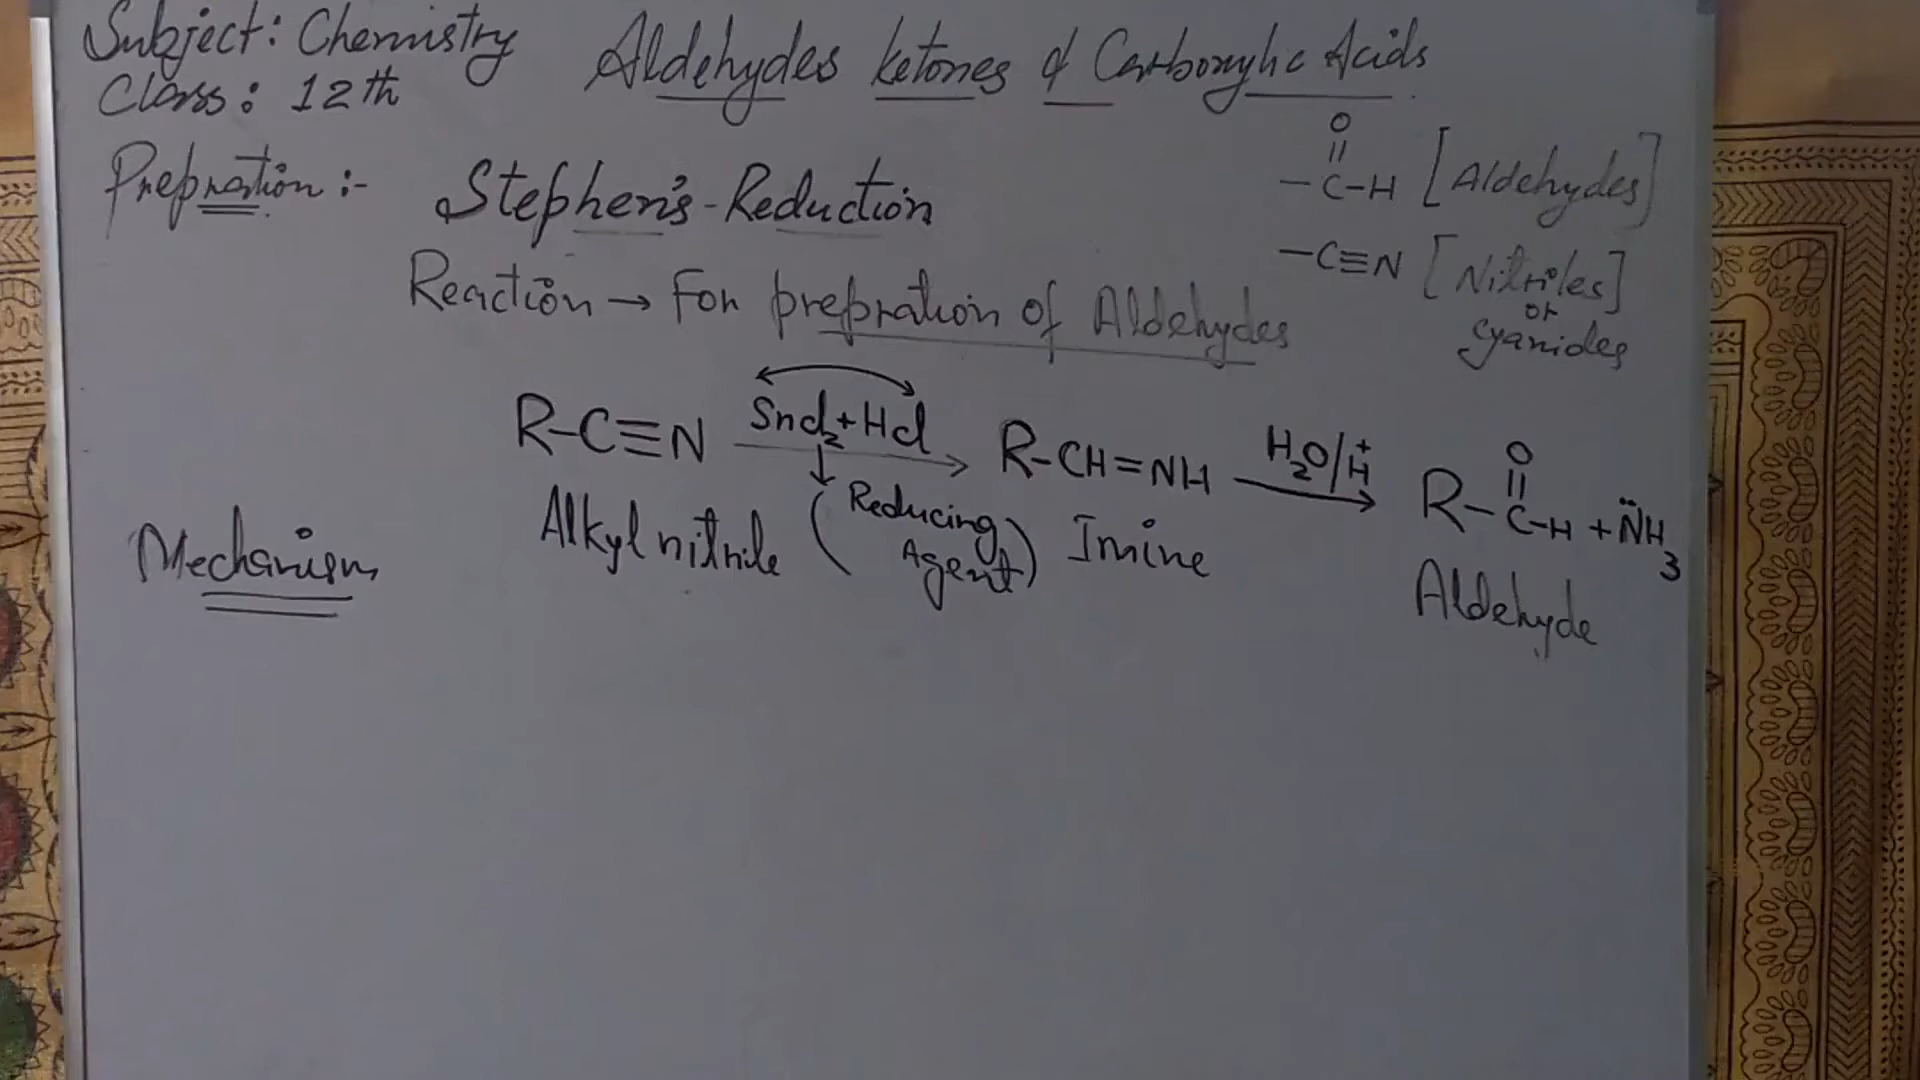 Subject: Chemistry
Class: 12th
Aldehydes ketones & Carboxylic Acids
O
||
-C-H [Aldehydes]
-C≡N [Nitriles]
or
cyanides
Prepration :-
Stephen's-Reduction
Reaction → For prepration of Aldehydes
R-C≡N SnCl2+HCl → R-CH=NH H2O/H+ → R-C-H + N̈H3
O
||
(Reducing
Agent)
Alkyl nitrile
Imine
Aldehyde
Mechanism